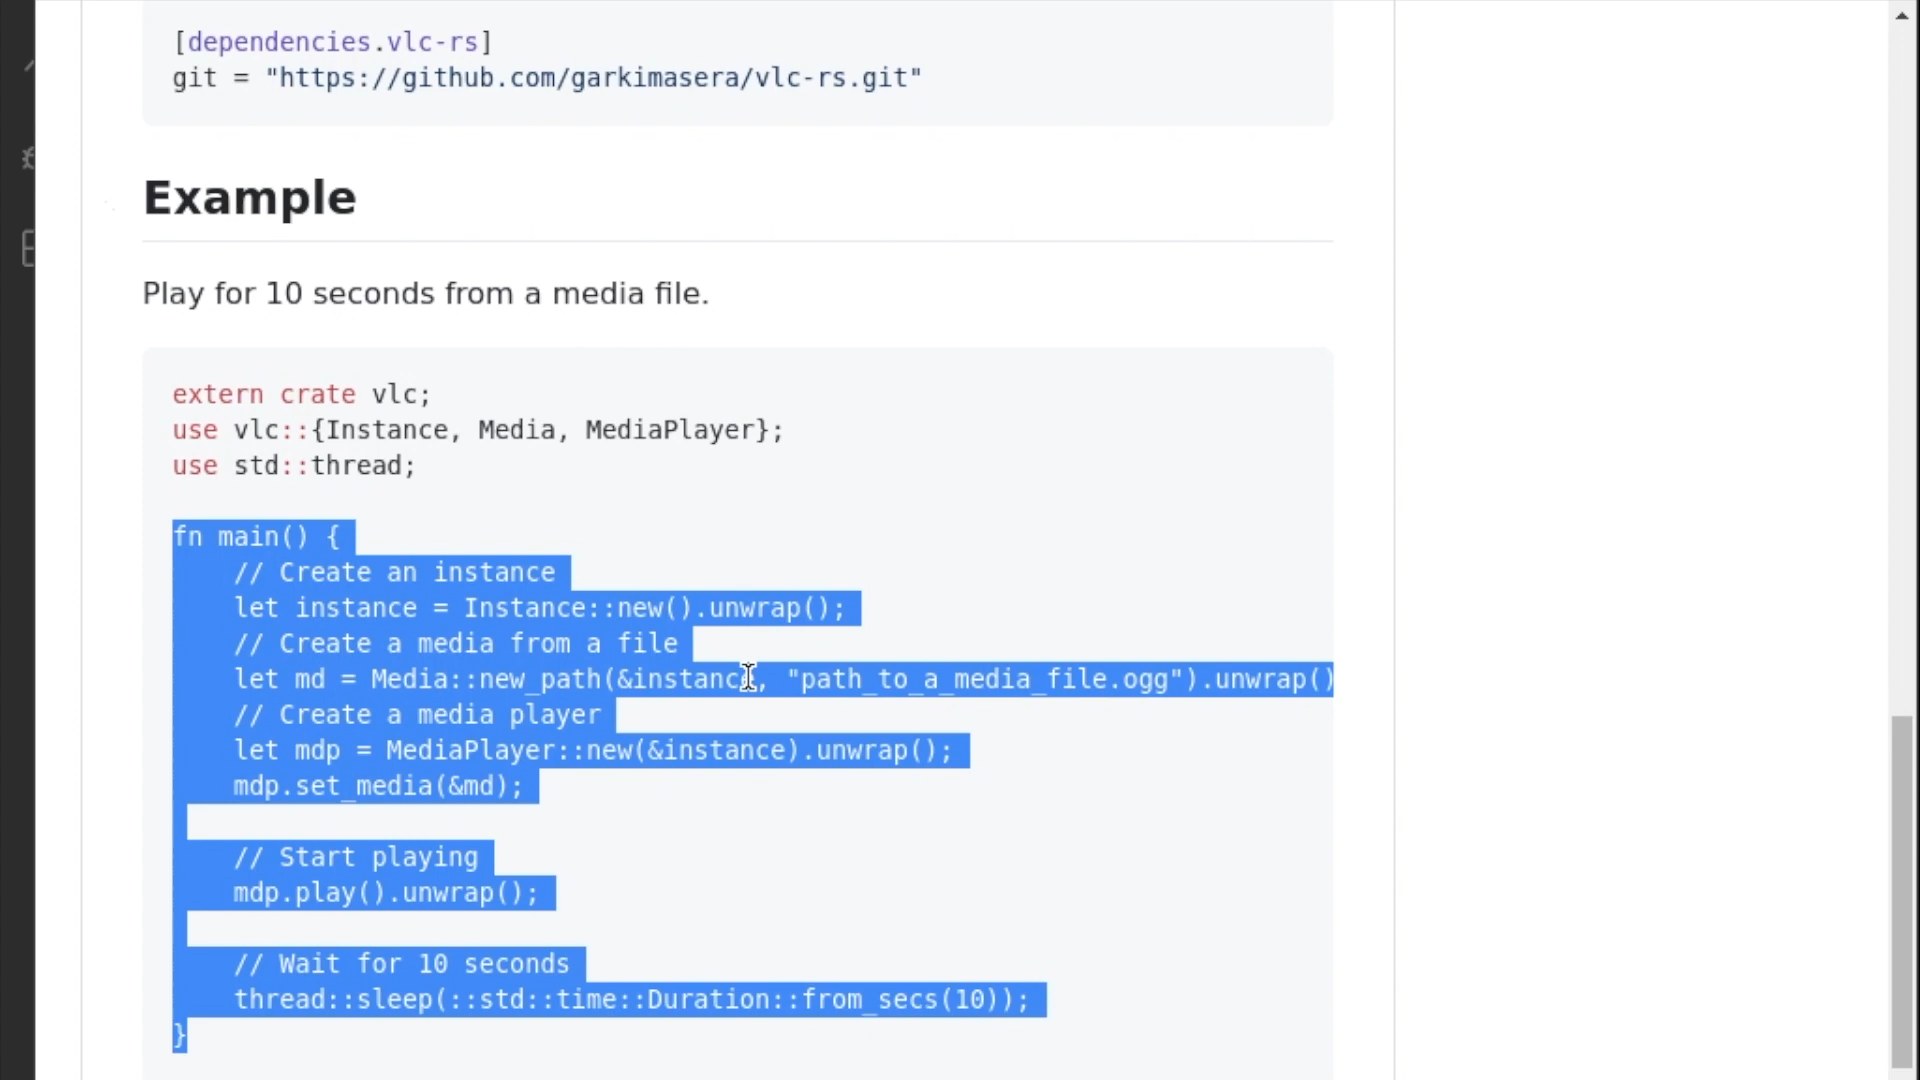 [dependencies.vlc-rs]
git = "https://github.com/garkimasera/vlc-rs.git"
Example
Play for 10 seconds from a media file.
extern crate vlc;
use vlc::{Instance, Media, MediaPlayer};
use std::thread;
fn main() {
    // Create an instance
    let instance = Instance::new().unwrap();
    // Create a media from a file
    let md = Media::new_path(&instance, "path_to_a_media_file.ogg").unwrap()
    // Create a media player
    let mdp = MediaPlayer::new(&instance).unwrap();
    mdp.set_media(&md);
    // Start playing
    mdp.play().unwrap();
    // Wait for 10 seconds
    thread::sleep(::std::time::Duration::from_secs(10));
}